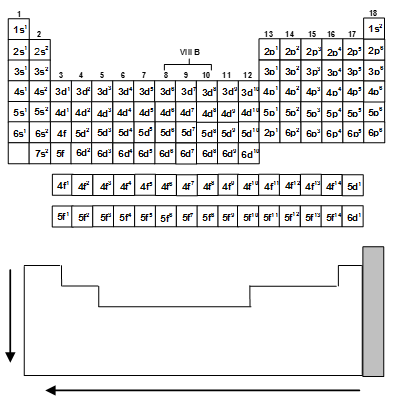 1 18
1s¹ 1s²
2 13 14 15 16 17
2s¹ 2s² VIII B 2p¹ 2p² 2p³ 2p⁴ 2p⁵ 2p⁶
3s¹ 3s² 3 4 5 6 7 8 9 10 11 12 3p¹ 3p² 3p³ 3p⁴ 3p⁵ 3p⁶
4s¹ 4s² 3d¹ 3d² 3d³ 3d⁴ 3d⁵ 3d⁶ 3d⁷ 3d⁸ 3d⁹ 3d¹⁰ 4p¹ 4p² 4p³ 4p⁴ 4p⁵ 4p⁶
5s¹ 5s² 4d¹ 4d² 4d³ 4d⁴ 4d⁵ 4d⁶ 4d⁷ 4d⁸ 4d⁹ 4d¹⁰ 5p¹ 5p² 5p³ 5p⁴ 5p⁵ 5p⁶
6s¹ 6s² 4f 5d² 5d³ 5d⁴ 5d⁵ 5d⁶ 5d⁷ 5d⁸ 5d⁹ 5d¹⁰ 2p¹ 6p² 6p³ 6p⁴ 6p⁵ 6p⁶
7s² 5f 6d² 6d³ 6d⁴ 6d⁵ 6d⁶ 6d⁷ 6d⁸ 6d⁹ 6d¹⁰
4f¹ 4f² 4f³ 4f⁴ 4f⁵ 4f⁶ 4f⁷ 4f⁸ 4f⁹ 4f¹⁰ 4f¹¹ 4f¹² 4f¹³ 4f¹⁴ 5d¹
5f¹ 5f² 5f³ 5f⁴ 5f⁵ 5f⁶ 5f⁷ 5f⁸ 5f⁹ 5f¹⁰ 5f¹¹ 5f¹² 5f¹³ 5f¹⁴ 6d¹